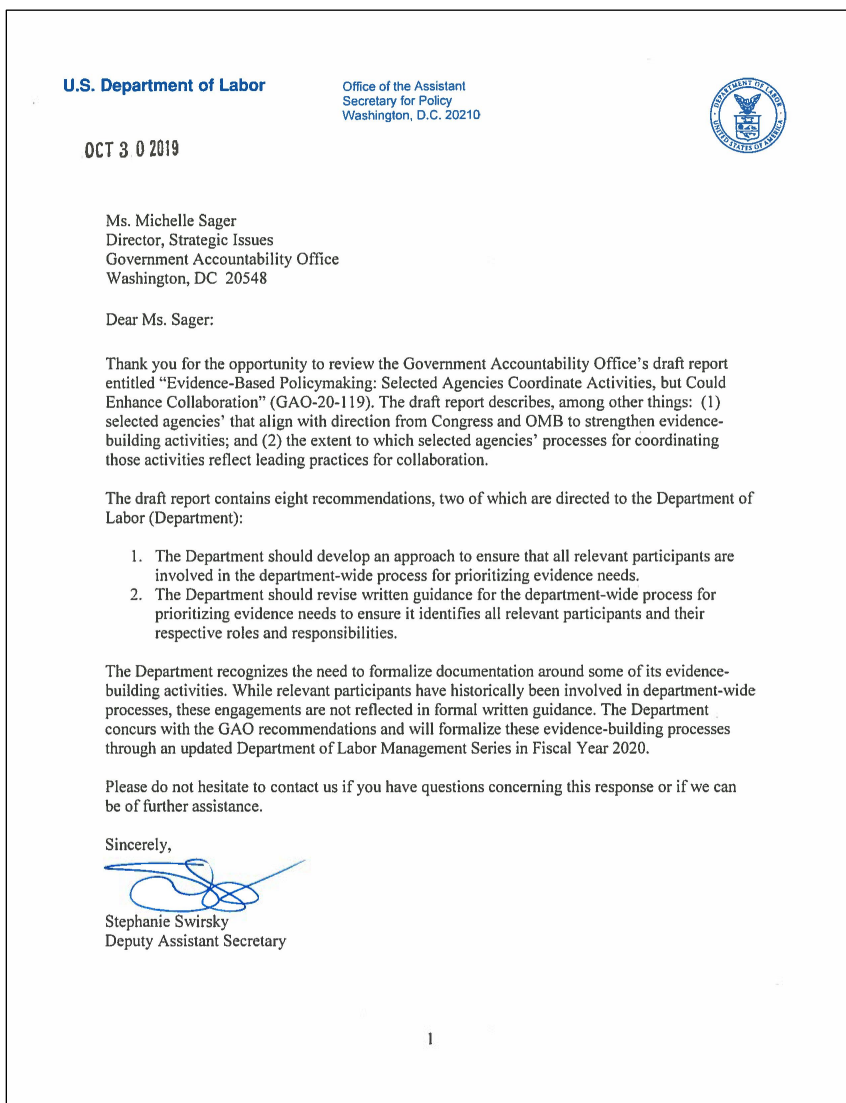 U.S. Department of Labor
Office of the Assistant
Secretary for Policy
Washington, D.C. 20210
DEPARTMENT OF LABOR
UNITED STATES OF AMERICA
OCT 3 0 2019
Ms. Michelle Sager
Director, Strategic Issues
Government Accountability Office
Washington, DC 20548
Dear Ms. Sager:
Thank you for the opportunity to review the Government Accountability Office's draft report
entitled “Evidence-Based Policymaking: Selected Agencies Coordinate Activities, but Could
Enhance Collaboration” (GAO-20-119). The draft report describes, among other things: (1)
selected agencies' that align with direction from Congress and OMB to strengthen evidence-
building activities; and (2) the extent to which selected agencies' processes for coordinating
those activities reflect leading practices for collaboration.
The draft report contains eight recommendations, two of which are directed to the Department of
Labor (Department):
1. The Department should develop an approach to ensure that all relevant participants are
involved in the department-wide process for prioritizing evidence needs.
2. The Department should revise written guidance for the department-wide process for
prioritizing evidence needs to ensure it identifies all relevant participants and their
respective roles and responsibilities.
The Department recognizes the need to formalize documentation around some of its evidence-
building activities. While relevant participants have historically been involved in department-wide
processes, these engagements are not reflected in formal written guidance. The Department
concurs with the GAO recommendations and will formalize these evidence-building processes
through an updated Department of Labor Management Series in Fiscal Year 2020.
Please do not hesitate to contact us if you have questions concerning this response or if we can
be of further assistance.
Sincerely,
Stephanie Swirsky
Deputy Assistant Secretary
1